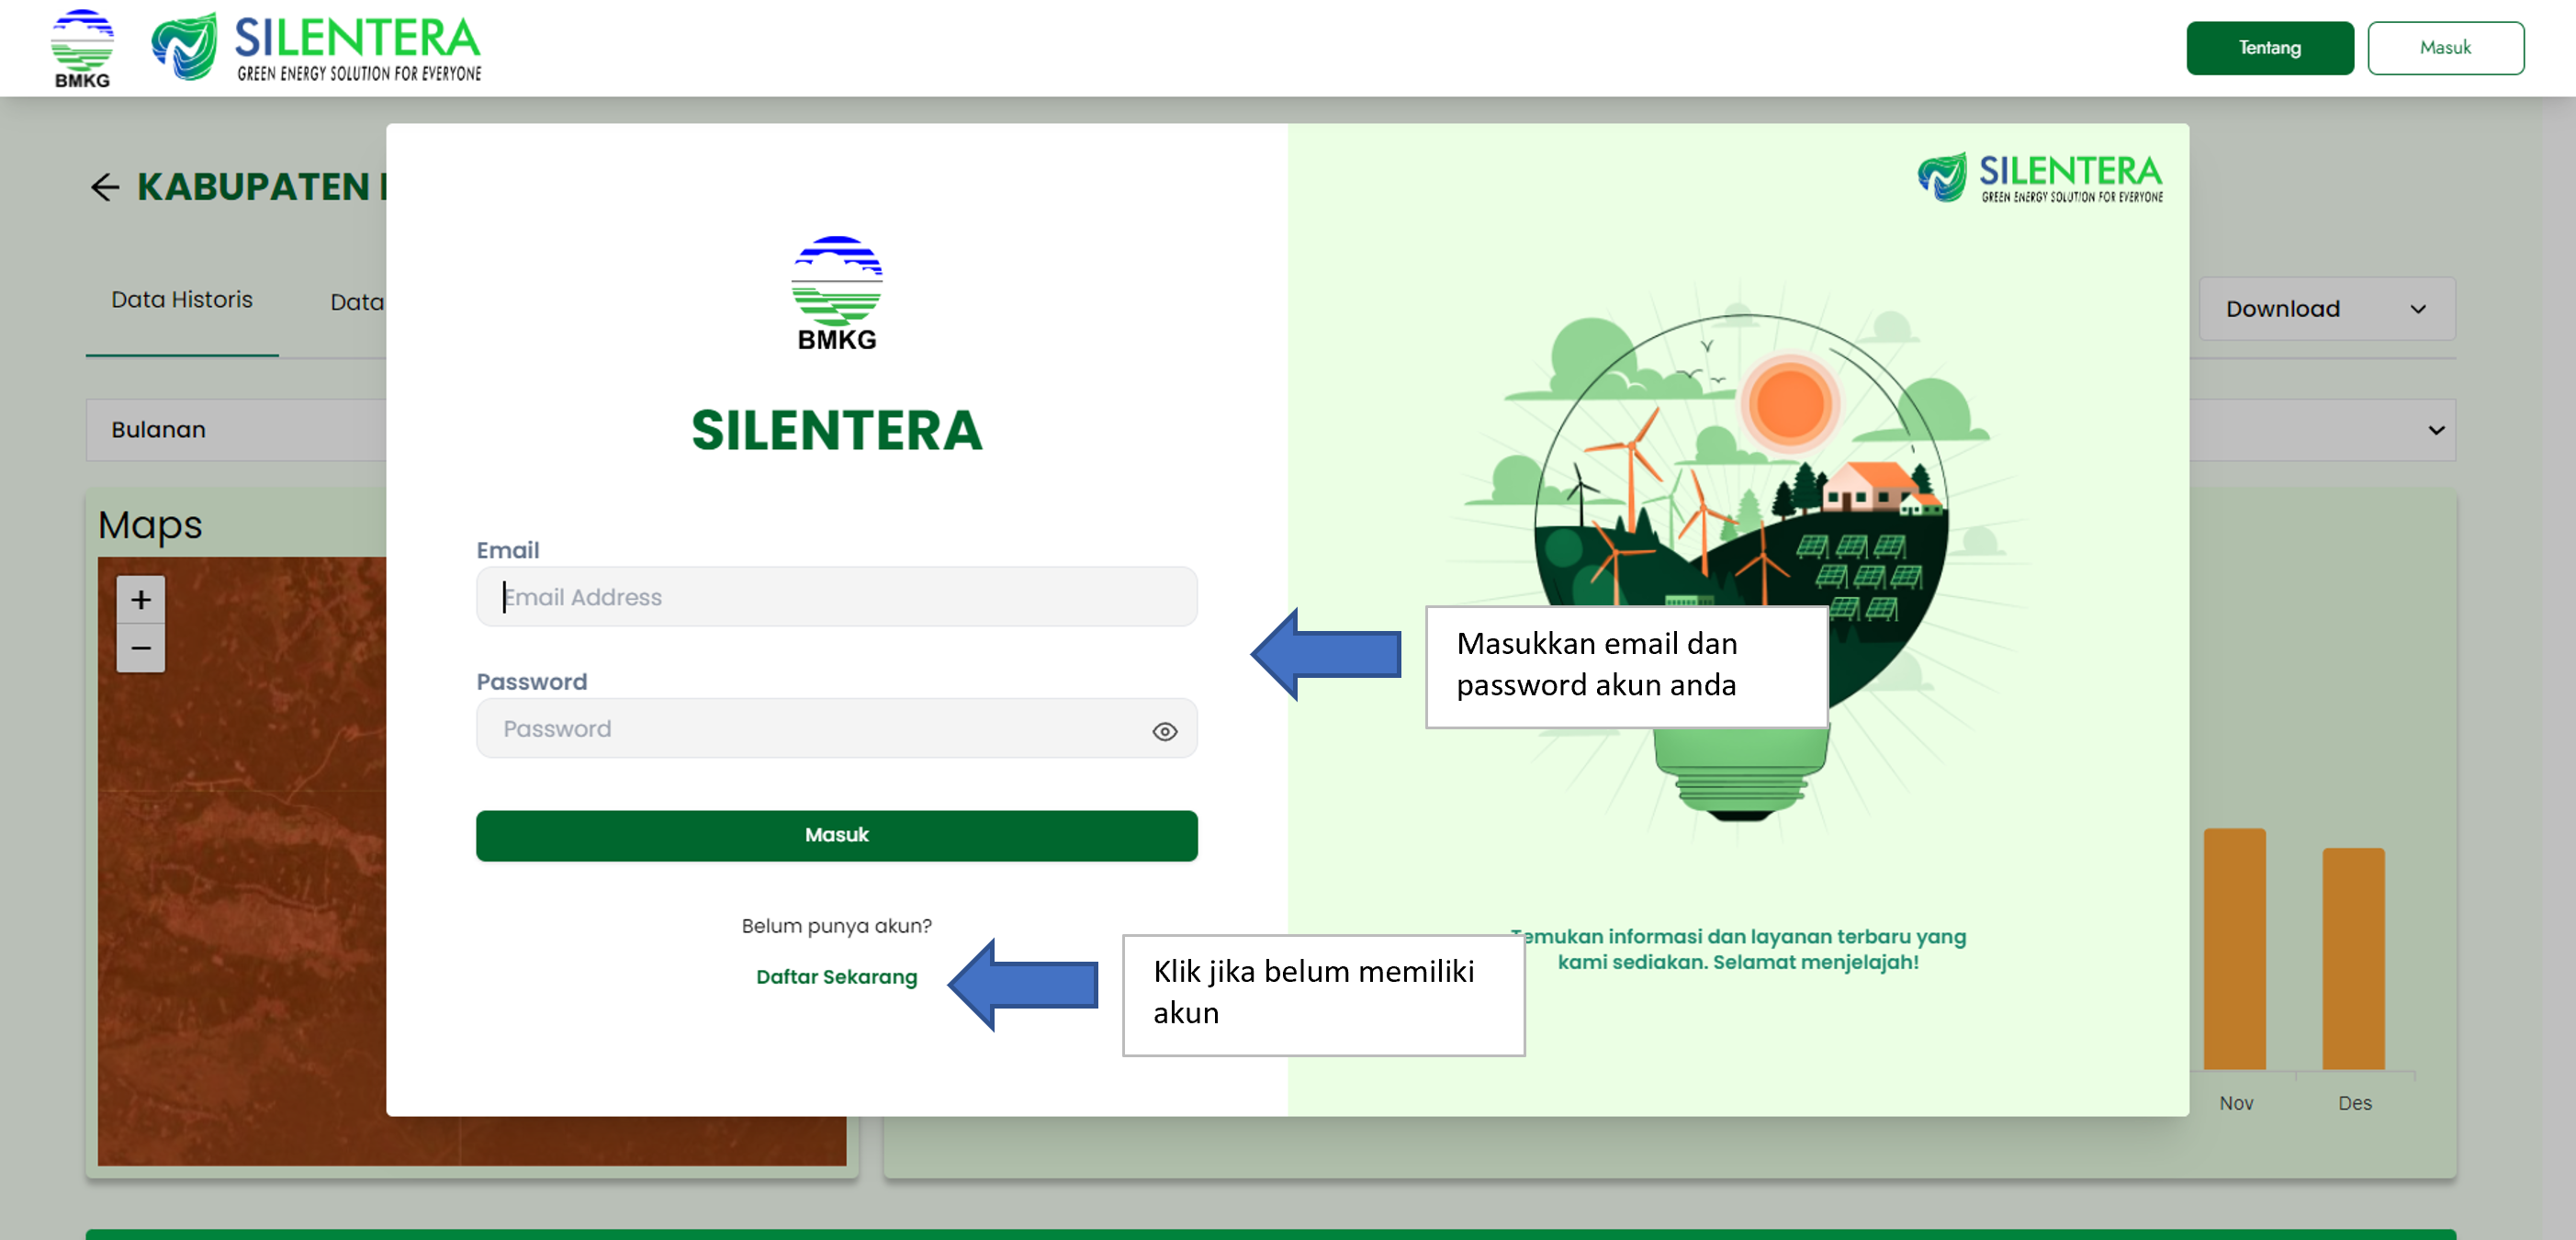 BMKG
SILENTERA
GREEN ENERGY SOLUTION FOR EVERYONE
Tentang
Masuk
KABUPATEN
Data Historis
Data
Download
Bulanan
Maps
+
−
BMKG
SILENTERA
Email
Email Address
Password
Password
Masuk
Belum punya akun?
Daftar Sekarang
SILENTERA
GREEN ENERGY SOLUTION FOR EVERYONE
Masukkan email dan
password akun anda
Klik jika belum memiliki
akun
Temukan informasi dan layanan terbaru yang
kami sediakan. Selamat menjelajah!
Nov
Des